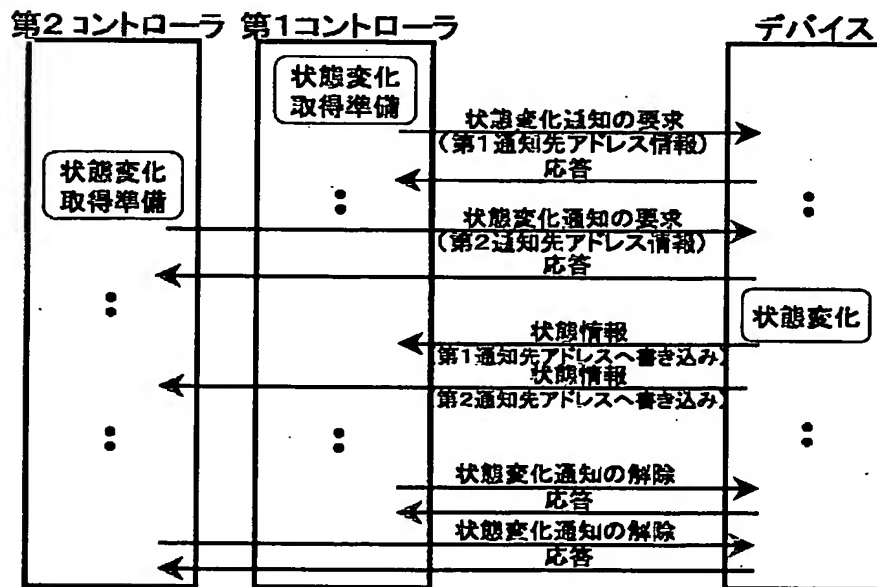 第2コントローラ 第1コントローラ デバイス
状態変化
取得準備
状態変化通知の要求
(第1通知先アドレス情報)
応答
状態変化
取得準備
状態変化通知の要求
(第2通知先アドレス情報)
応答
状態変化
状態情報
(第1通知先アドレスへ書き込み)
状態情報
(第2通知先アドレスへ書き込み)
状態変化通知の解除
応答
状態変化通知の解除
応答